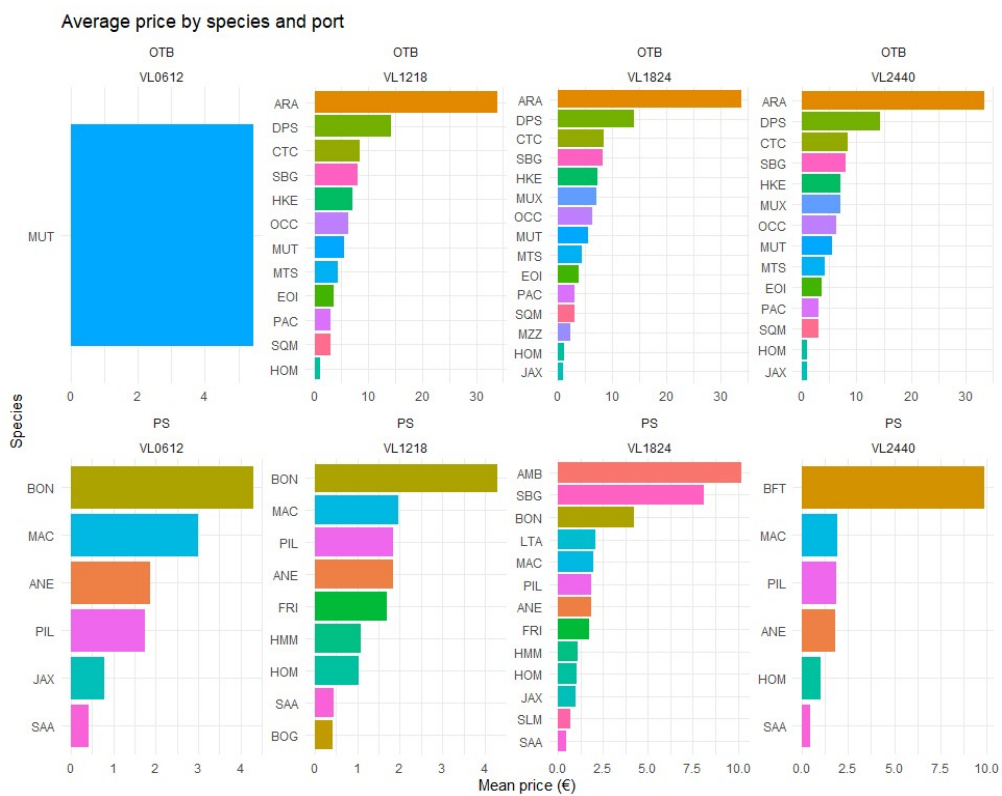 Average price by species and port
OTB OTB OTB OTB
VL0612 VL1218 VL1824 VL2440
MUT
0 2 4
ARA
DPS
CTC
SBG
HKE
OCC
MUT
MTS
EOI
PAC
SQM
HOM
0 10 20 30
ARA
DPS
CTC
SBG
HKE
MUX
OCC
MUT
MTS
EOI
PAC
SQM
MZZ
HOM
JAX
0 10 20 30
ARA
DPS
CTC
SBG
HKE
MUX
OCC
MUT
MTS
EOI
PAC
SQM
HOM
JAX
0 10 20 30
Species
PS PS PS PS
VL0612 VL1218 VL1824 VL2440
BON
MAC
ANE
PIL
JAX
SAA
0 1 2 3 4
BON
MAC
PIL
ANE
FRI
HMM
HOM
SAA
BOG
0 1 2 3 4
AMB
SBG
BON
LTA
MAC
PIL
ANE
FRI
HMM
HOM
JAX
SLM
SAA
0.0 2.5 5.0 7.5 10.0
BFT
MAC
PIL
ANE
HOM
SAA
0.0 2.5 5.0 7.5 10.0
Mean price (€)